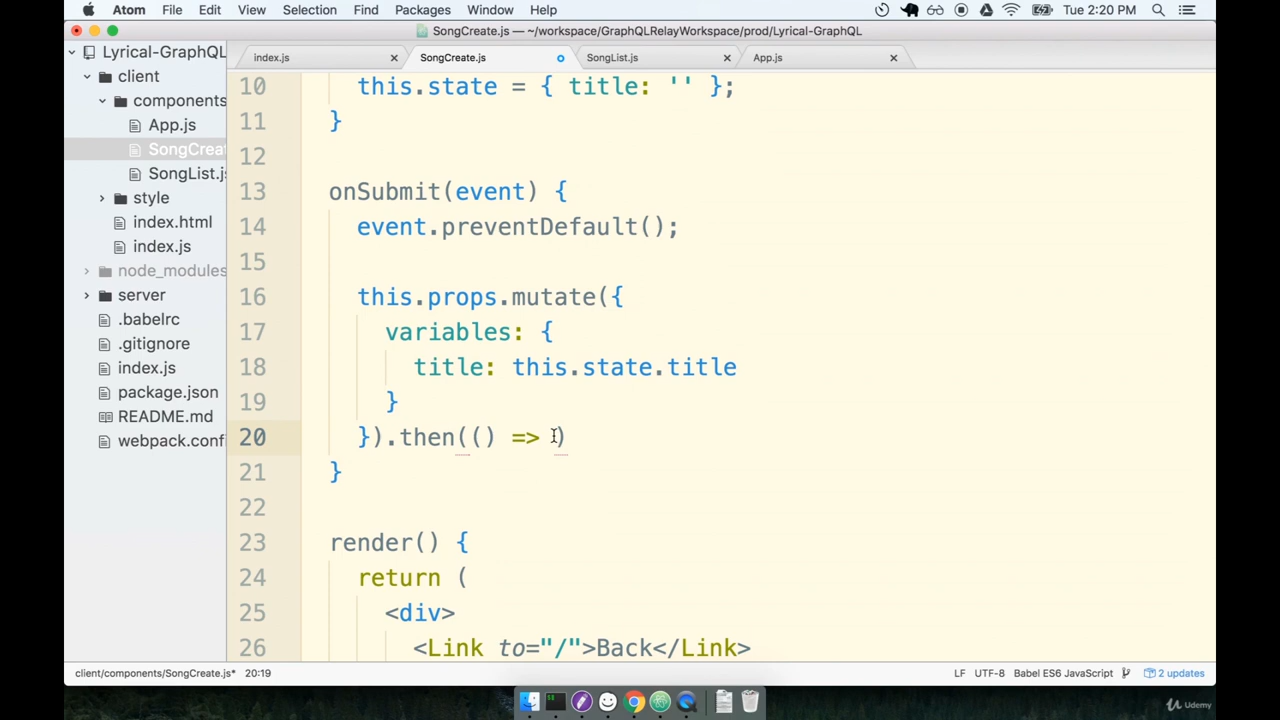 Atom File Edit View Selection Find Packages Window Help Tue 2:20 PM
SongCreate.js — ~/workspace/GraphQLRelayWorkspace/prod/Lyrical-GraphQL
Lyrical-GraphQL
client
components
App.js
SongCreat
SongList.js
style
index.html
index.js
node_modules
server
.babelrc
.gitignore
index.js
package.json
README.md
webpack.confi
index.js SongCreate.js SongList.js App.js
10 this.state = { title: '' };
11 }
12
13 onSubmit(event) {
14 event.preventDefault();
15
16 this.props.mutate({
17 variables: {
18 title: this.state.title
19 }
20 }).then(() => )
21 }
22
23 render() {
24 return (
25 <div>
26 <Link to="/">Back</Link>
client/components/SongCreate.js* 20:19 LF UTF-8 Babel ES6 JavaScript 2 updates
Udemy